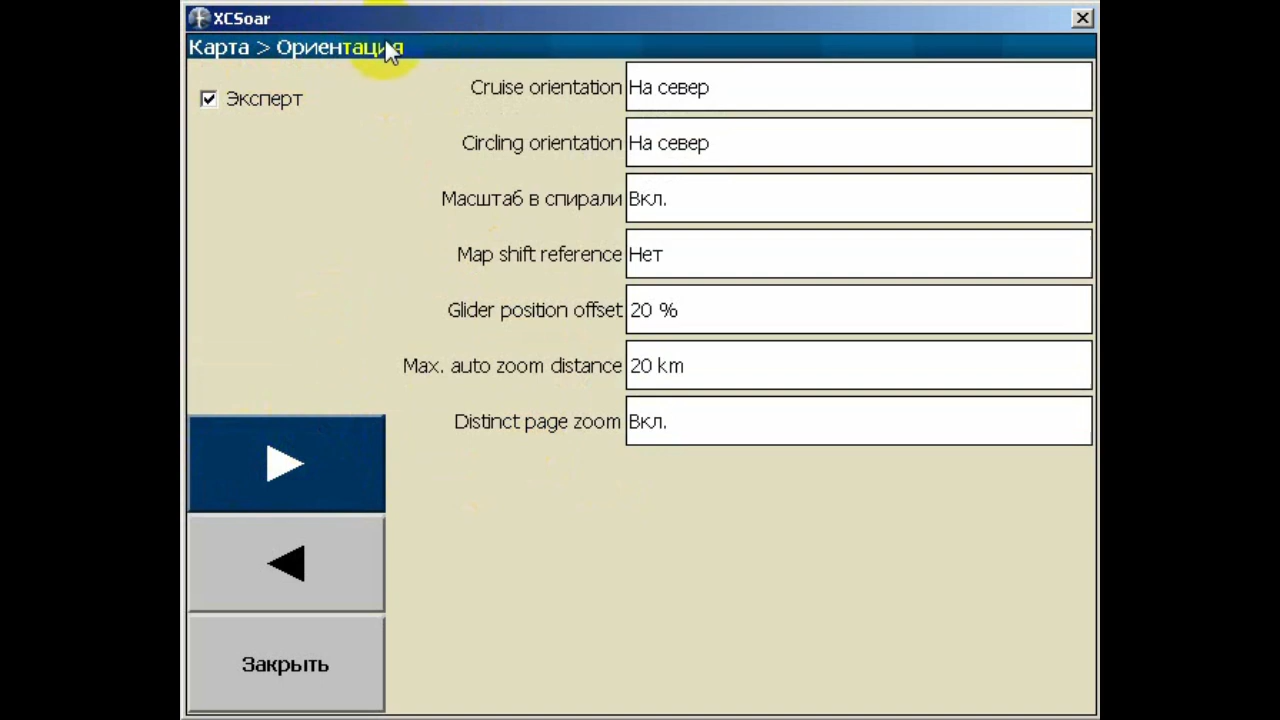 XCSoar
Карта > Ориентация
Эксперт
Cruise orientation На север
Circling orientation На север
Масштаб в спирали Вкл.
Map shift reference Нет
Glider position offset 20 %
Max. auto zoom distance 20 km
Distinct page zoom Вкл.
Закрыть